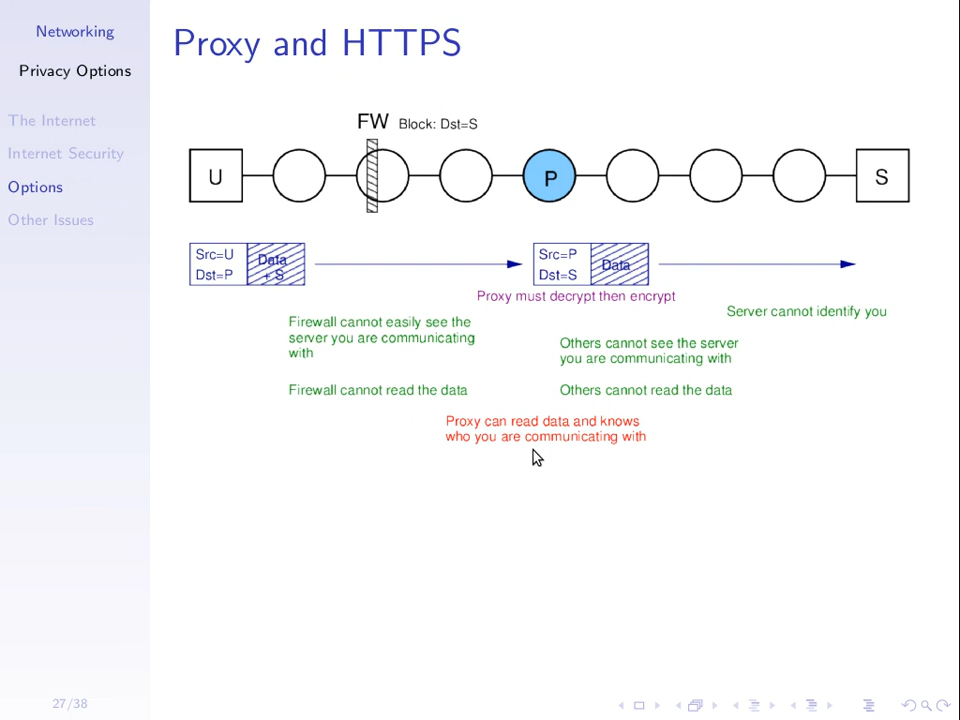 Networking
Privacy Options
The Internet
Internet Security
Options
Other Issues
27/38
Proxy and HTTPS
FW Block: Dst=S
U
P
S
Src=U
Dst=P
Data
+ S
Src=P
Dst=S
Data
Proxy must decrypt then encrypt
Server cannot identify you
Firewall cannot easily see the
server you are communicating
with
Others cannot see the server
you are communicating with
Firewall cannot read the data
Others cannot read the data
Proxy can read data and knows
who you are communicating with